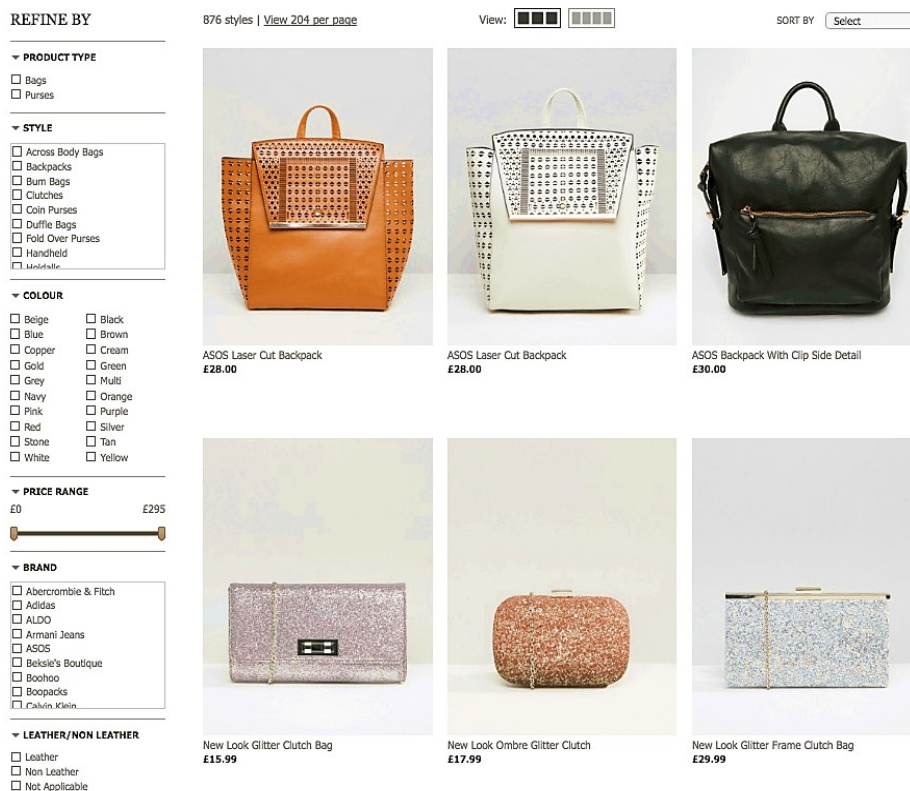 REFINE BY
PRODUCT TYPE
Bags
Purses
STYLE
Across Body Bags
Backpacks
Bum Bags
Clutches
Coin Purses
Duffle Bags
Fold Over Purses
Handheld
Holdalls
COLOUR
Beige Black
Blue Brown
Copper Cream
Gold Green
Grey Multi
Navy Orange
Pink Purple
Red Silver
Stone Tan
White Yellow
PRICE RANGE
£0 £295
BRAND
Abercrombie & Fitch
Adidas
ALDO
Armani Jeans
ASOS
Beksie's Boutique
Boohoo
Boopacks
Calvin Klein
LEATHER/NON LEATHER
Leather
Non Leather
Not Applicable
876 styles | View 204 per page View: SORT BY Select
ASOS Laser Cut Backpack
£28.00
ASOS Laser Cut Backpack
£28.00
ASOS Backpack With Clip Side Detail
£30.00
New Look Glitter Clutch Bag
£15.99
New Look Ombre Glitter Clutch
£17.99
New Look Glitter Frame Clutch Bag
£29.99